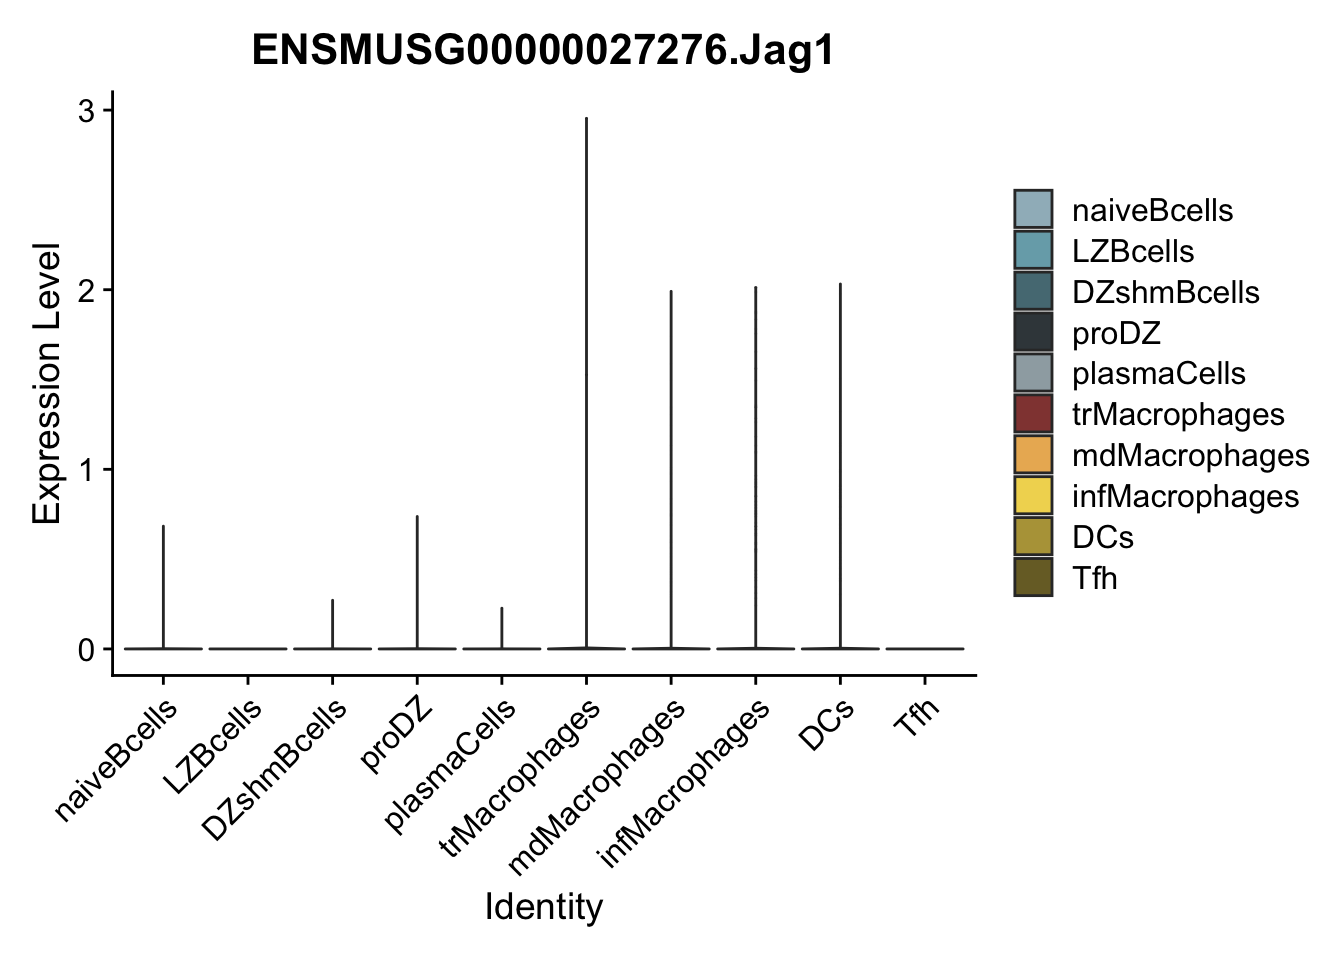 ENSMUSG00000027276.Jag1
Expression Level
3
2
1
0
naiveBcells
LZBcells
DZshmBcells
proDZ
plasmaCells
trMacrophages
mdMacrophages
infMacrophages
DCs
Tfh
Identity
naiveBcells
LZBcells
DZshmBcells
proDZ
plasmaCells
trMacrophages
mdMacrophages
infMacrophages
DCs
Tfh